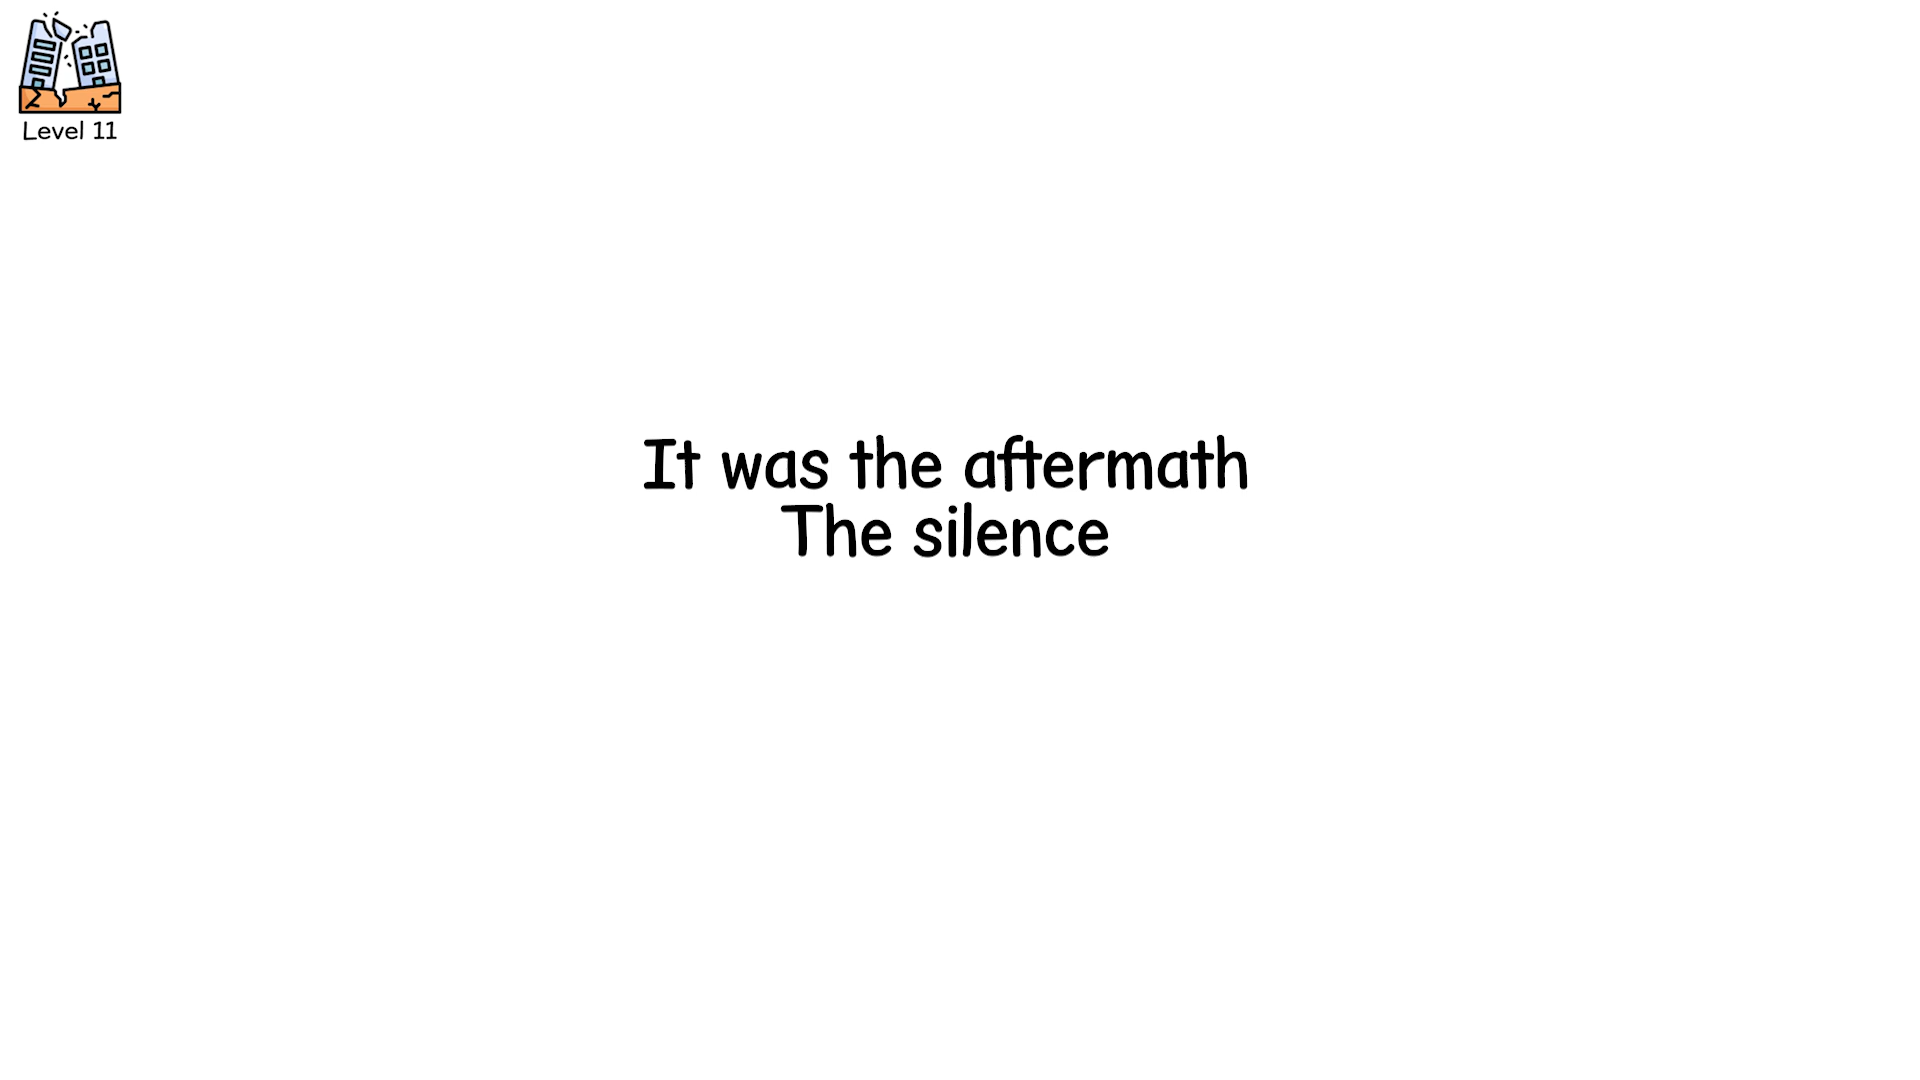 Level 11
It was the aftermath
The silence